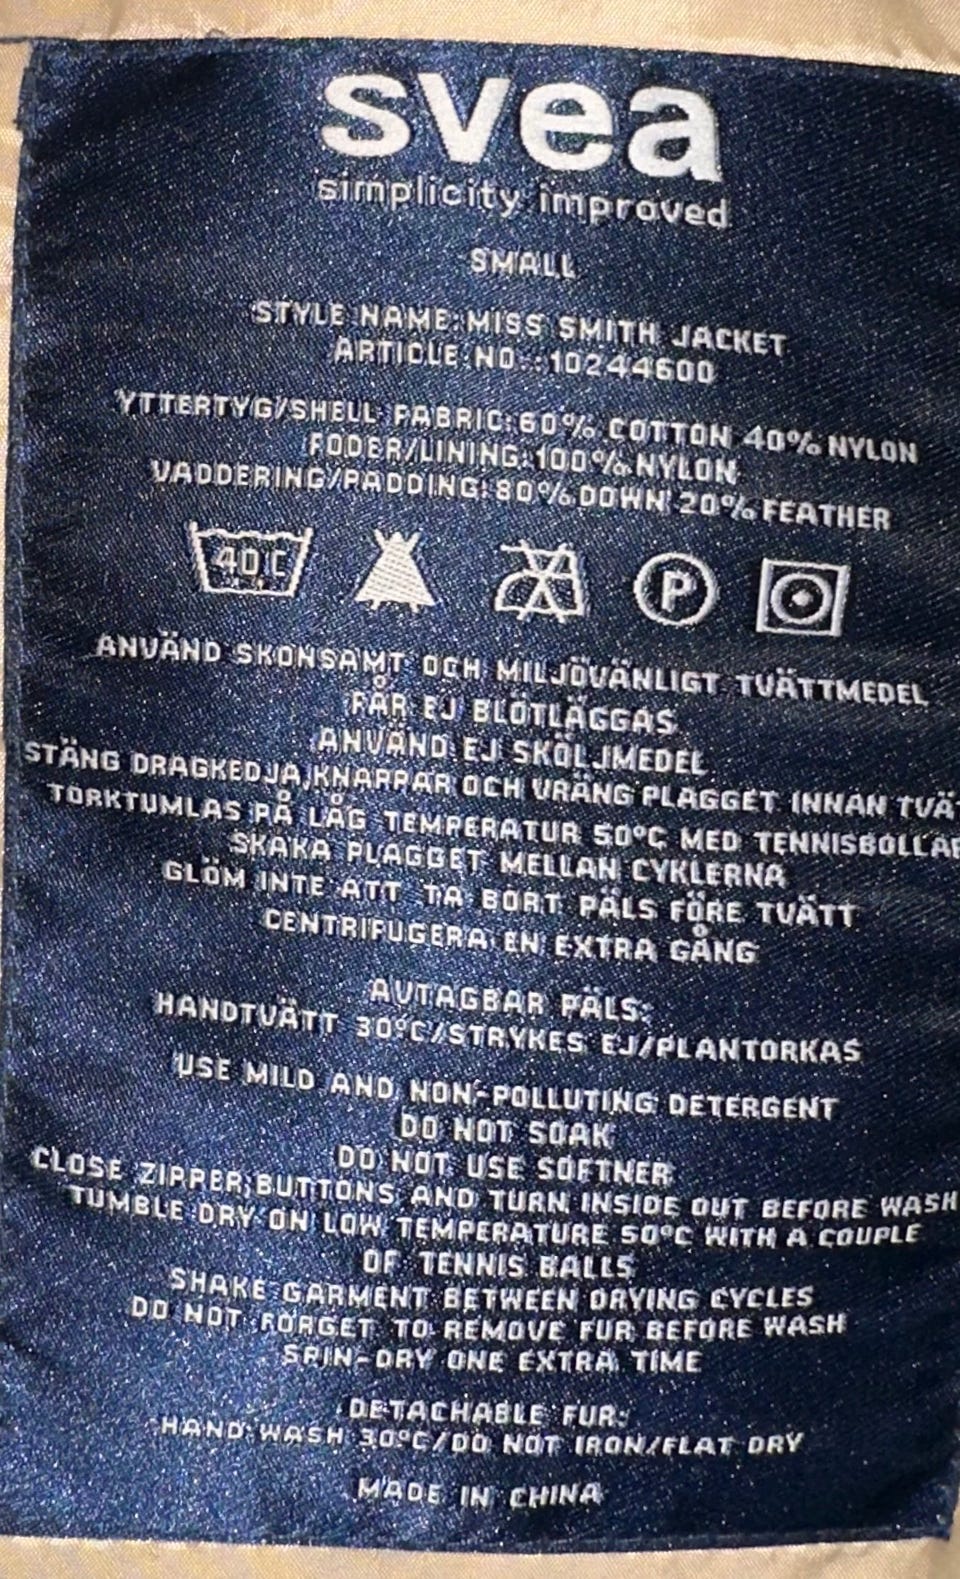 svea
simplicity improved
SMALL
STYLE NAME:MISS SMITH JACKET
ARTICLE NO.:10244600
YTTERTYG/SHELL FABRIC:60% COTTON 40% NYLON
FODER/LINING:100% NYLON
VADDERING/PADDING:80% DOWN 20% FEATHER
40 C P
ANVÄND SKONSAMT OCH MILJÖVÄNLIGT TVÄTTMEDEL
FÅR EJ BLÖTLÄGGAS
ANVÄND EJ SKÖLJMEDEL
STÄNG DRAGKEDJA,KNAPPAR OCH VRÄNG PLAGGET INNAN TVÄ
TORKTUMLAS PÅ LÅG TEMPERATUR 50ºC MED TENNISBOLLAR
SKAKA PLAGGET MELLAN CYKLERNA
GLÖM INTE ATT TA BORT PÄLS FÖRE TVÄTT
CENTRIFUGERA EN EXTRA GÅNG
AVTAGBAR PÄLS:
HANDTVÄTT 30ºC/STRYKES EJ/PLANTORKAS
USE MILD AND NON-POLLUTING DETERGENT
DO NOT SOAK
DO NOT USE SOFTNER
CLOSE ZIPPER,BUTTONS AND TURN INSIDE OUT BEFORE WASH
TUMBLE DRY ON LOW TEMPERATURE 50ºC WITH A COUPLE
OF TENNIS BALLS
SHAKE GARMENT BETWEEN DRYING CYCLES
DO NOT FORGET TO REMOVE FUR BEFORE WASH
SPIN-DRY ONE EXTRA TIME
DETACHABLE FUR:
HAND WASH 30ºC/DO NOT IRON/FLAT DRY
MADE IN CHINA